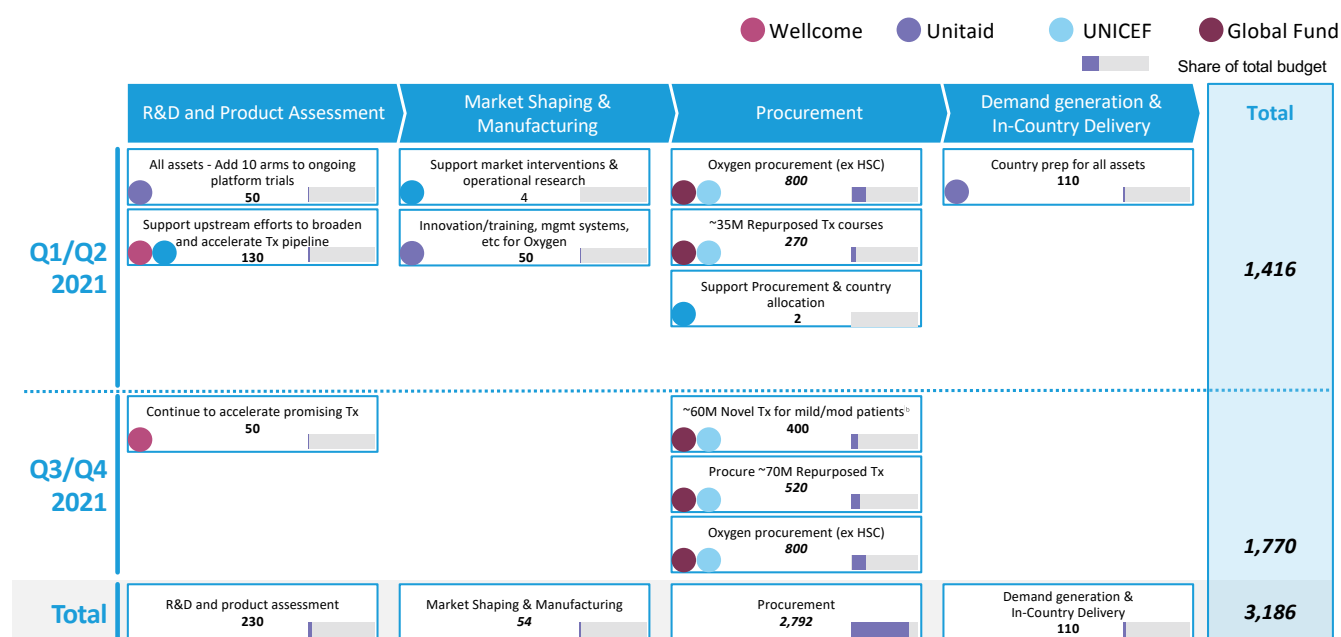 Wellcome
Unitaid
UNICEF
Global Fund
Share of total budget
R&D and Product Assessment
Market Shaping &
Manufacturing
Procurement
Demand generation &
In-Country Delivery
Total
Q1/Q2
2021
All assets - Add 10 arms to ongoing
platform trials
50
Support upstream efforts to broaden
and accelerate Tx pipeline
130
Support market interventions &
operational research
4
Innovation/training, mgmt systems,
etc for Oxygen
50
Oxygen procurement (ex HSC)
800
~35M Repurposed Tx courses
270
Support Procurement & country
allocation
2
Country prep for all assets
110
1,416
Q3/Q4
2021
Continue to accelerate promising Tx
50
~60M Novel Tx for mild/mod patientsᵇ
400
Procure ~70M Repurposed Tx
520
Oxygen procurement (ex HSC)
800
1,770
Total
R&D and product assessment
230
Market Shaping & Manufacturing
54
Procurement
2,792
Demand generation &
In-Country Delivery
110
3,186